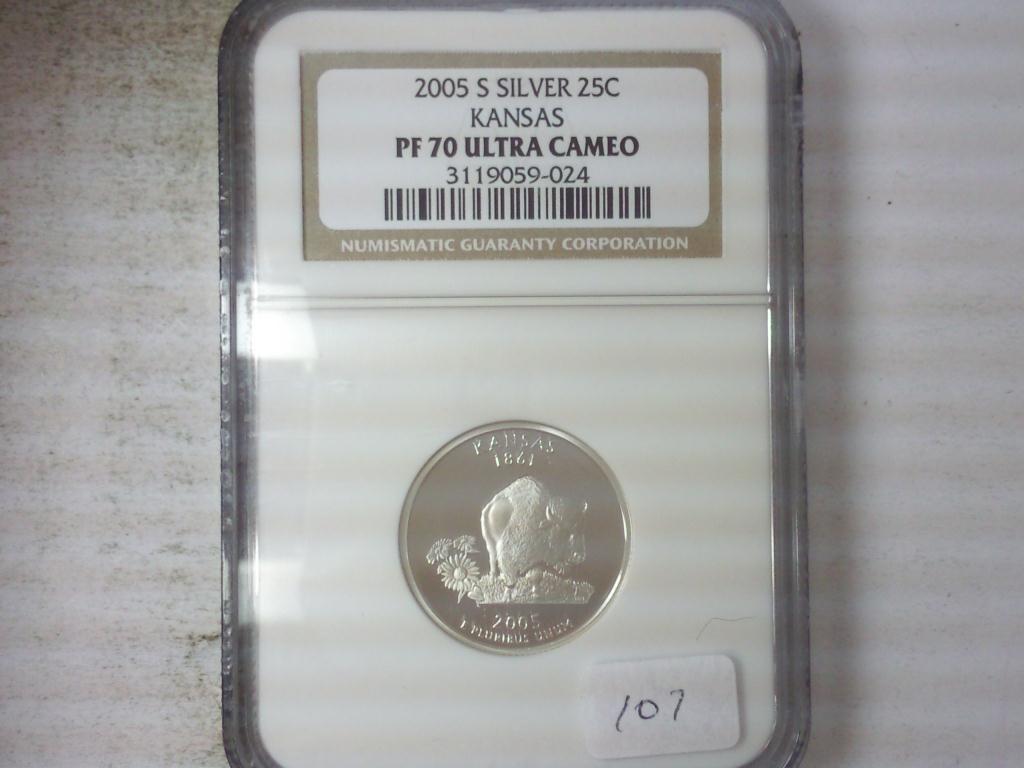 2005 S SILVER 25C
KANSAS
PF 70 ULTRA CAMEO
3119059-024
NUMISMATIC GUARANTY CORPORATION
KANSAS
1861
2005
E PLURIBUS UNUM
107